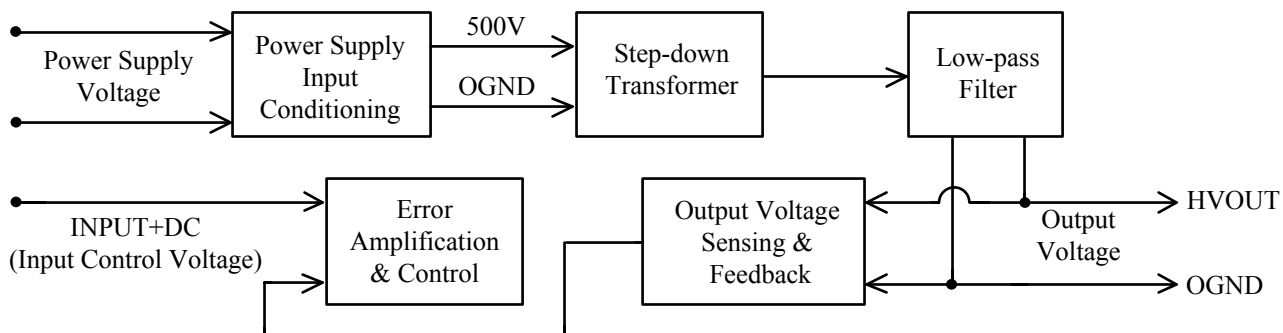 Power Supply
Voltage
Power Supply
Input
Conditioning
500V
OGND
Step-down
Transformer
Low-pass
Filter
INPUT+DC
(Input Control Voltage)
Error
Amplification
& Control
Output Voltage
Sensing &
Feedback
Output
Voltage
HVOUT
OGND